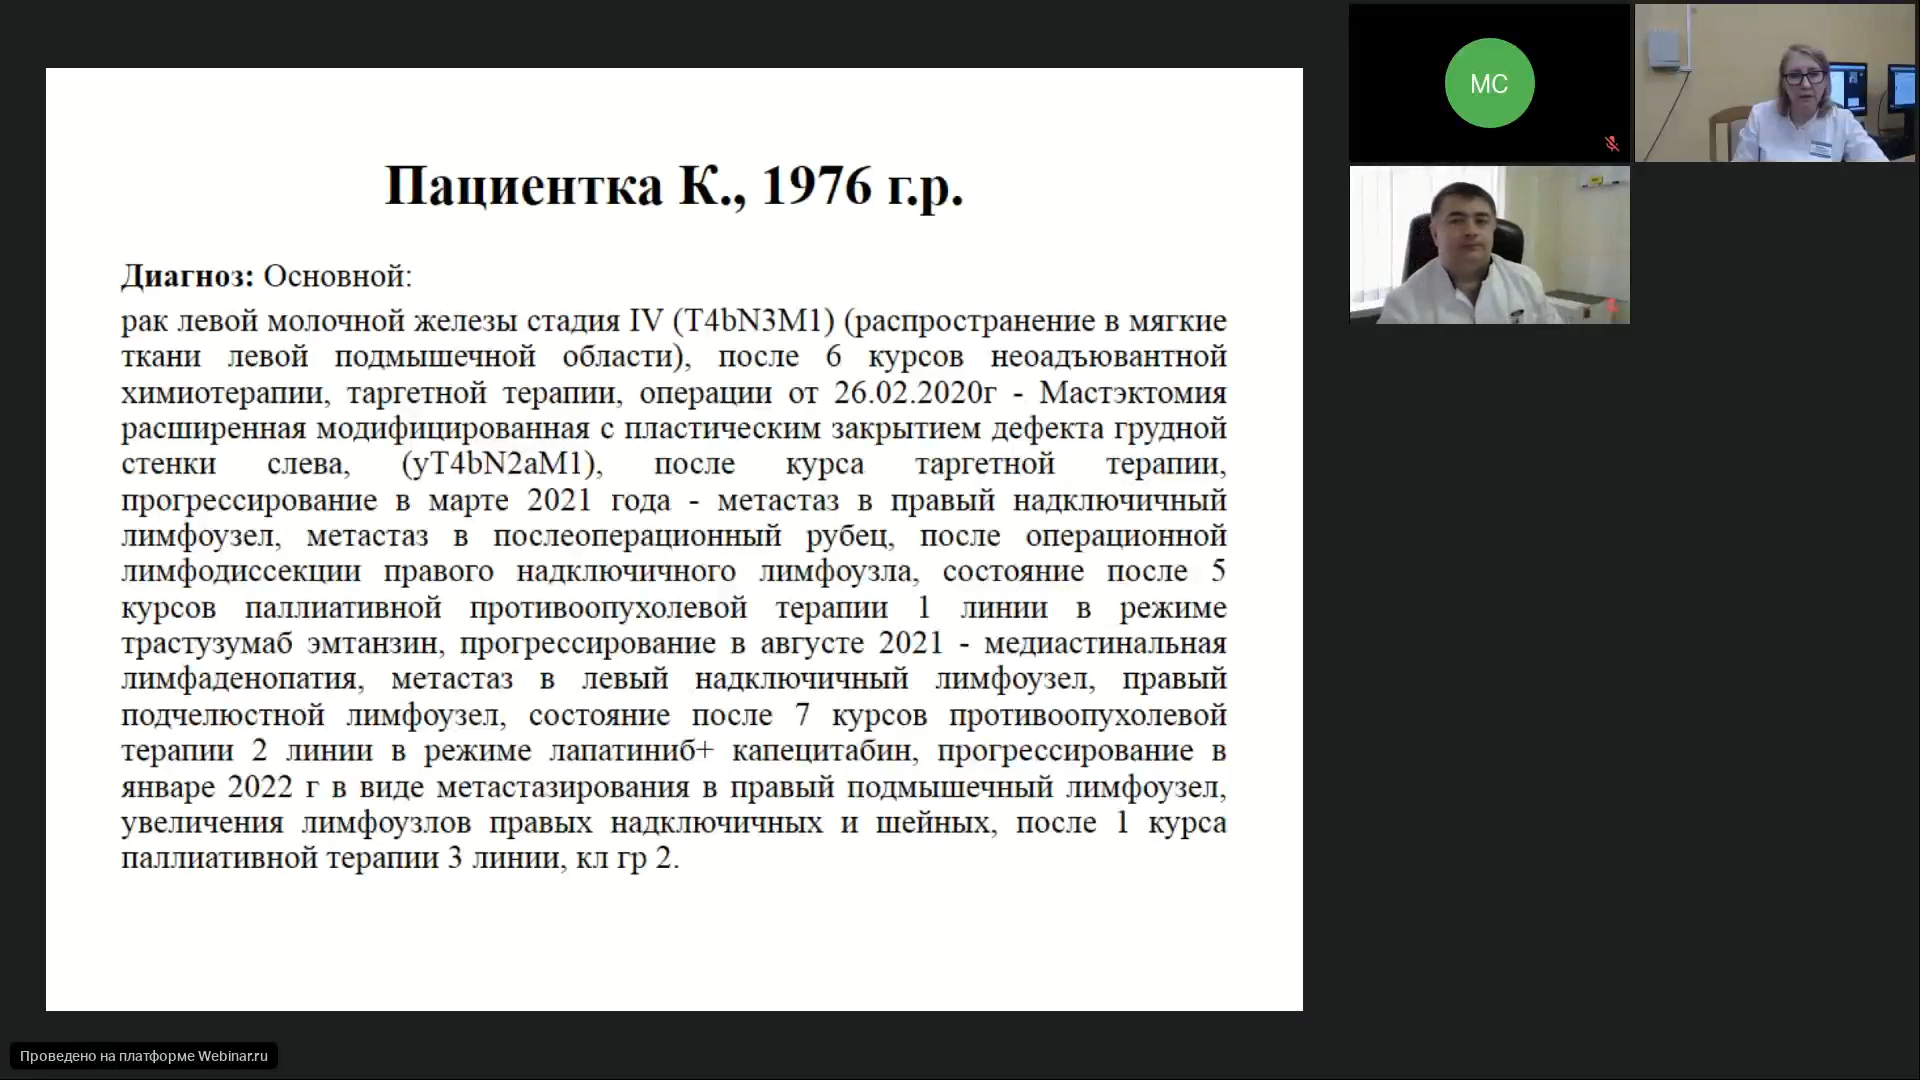 Пациентка К., 1976 г.р.
Диагноз: Основной:
рак левой молочной железы стадия IV (T4bN3M1) (распространение в мягкие
ткани левой подмышечной области), после 6 курсов неоадъювантной
химиотерапии, таргетной терапии, операции от 26.02.2020г - Мастэктомия
расширенная модифицированная с пластическим закрытием дефекта грудной
стенки слева, (yT4bN2aM1), после курса таргетной терапии,
прогрессирование в марте 2021 года - метастаз в правый надключичный
лимфоузел, метастаз в послеоперационный рубец, после операционной
лимфодиссекции правого надключичного лимфоузла, состояние после 5
курсов паллиативной противоопухолевой терапии 1 линии в режиме
трастузумаб эмтанзин, прогрессирование в августе 2021 - медиастинальная
лимфаденопатия, метастаз в левый надключичный лимфоузел, правый
подчелюстной лимфоузел, состояние после 7 курсов противоопухолевой
терапии 2 линии в режиме лапатиниб+ капецитабин, прогрессирование в
январе 2022 г в виде метастазирования в правый подмышечный лимфоузел,
увеличения лимфоузлов правых надключичных и шейных, после 1 курса
паллиативной терапии 3 линии, кл гр 2.
МС
Проведено на платформе Webinar.ru